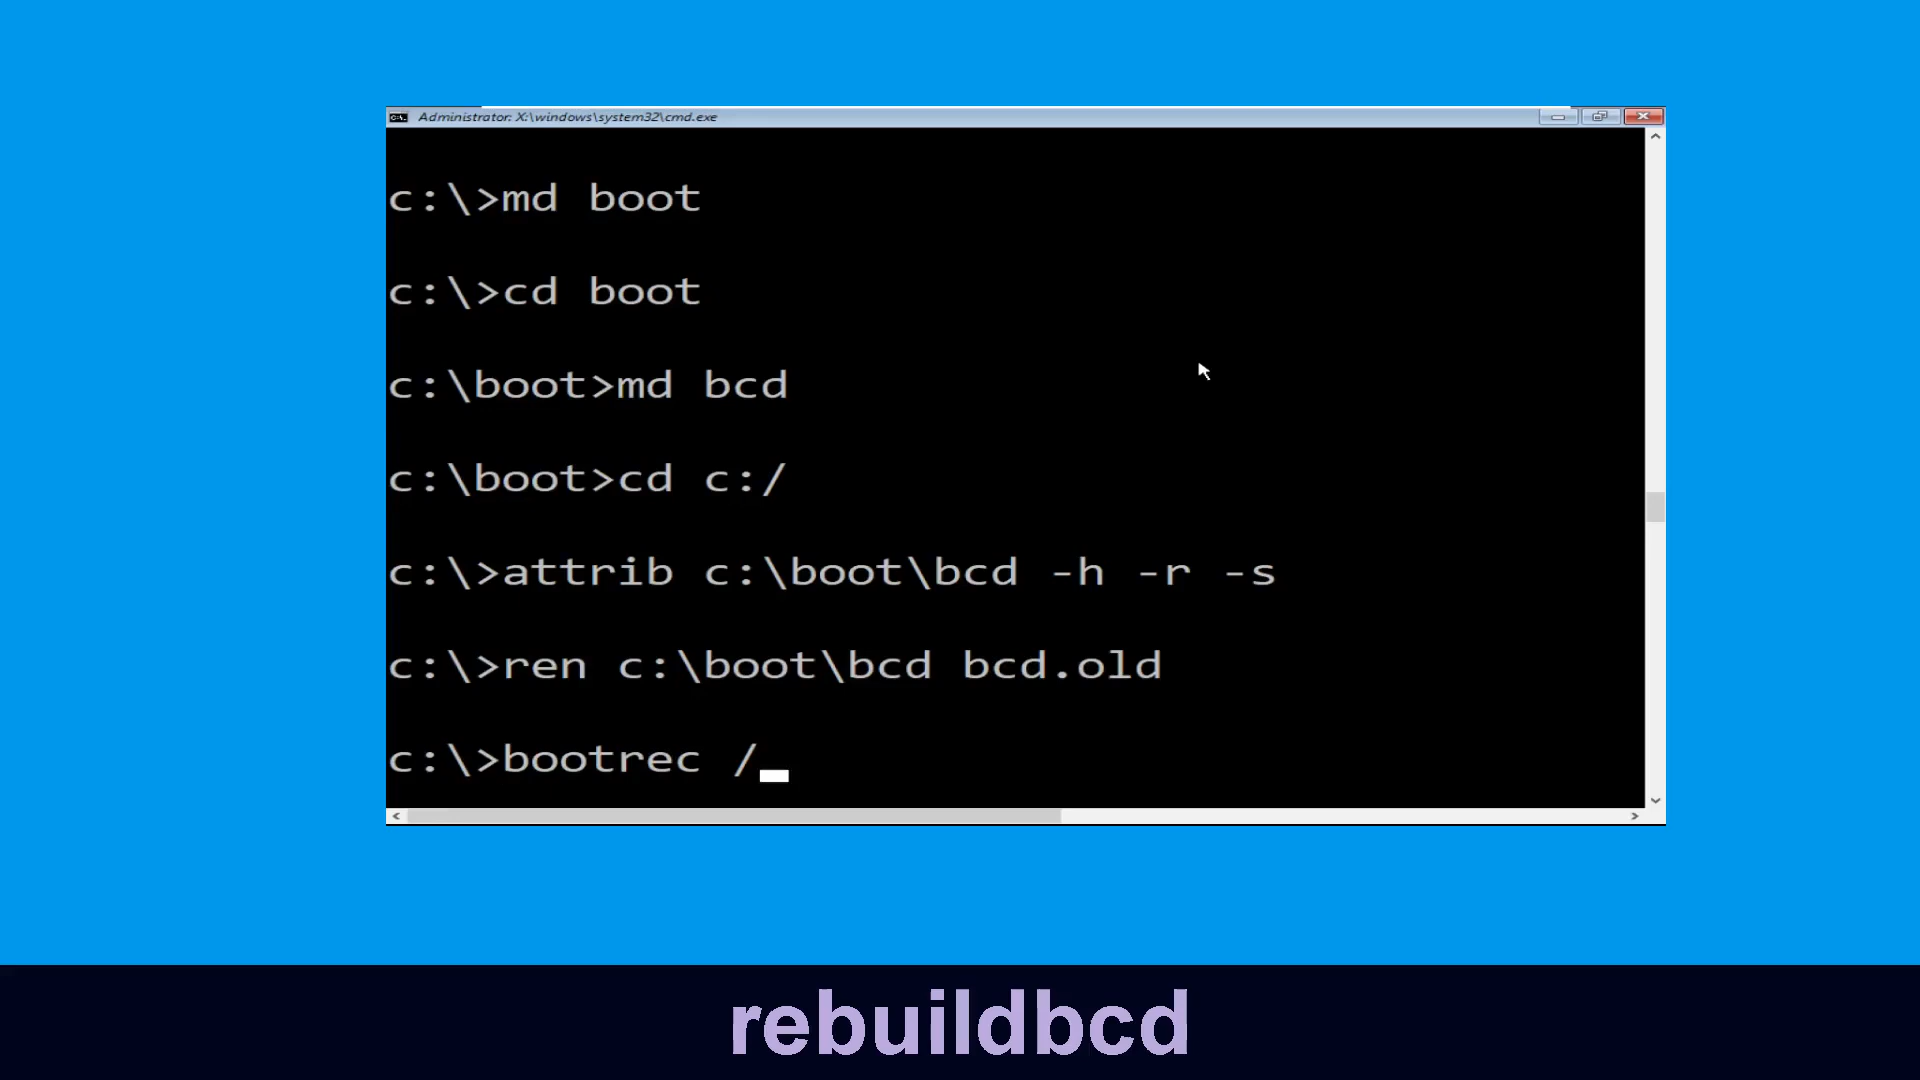 Administrator: X:\windows\system32\cmd.exe
c:\>md boot
c:\>cd boot
c:\boot>md bcd
c:\boot>cd c:/
c:\>attrib c:\boot\bcd -h -r -s
c:\>ren c:\boot\bcd bcd.old
c:\>bootrec /
rebuildbcd